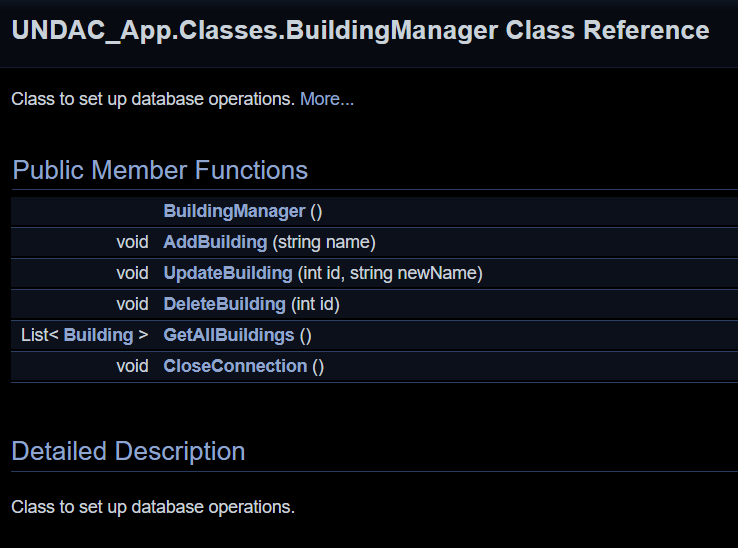 UNDAC_App.Classes.BuildingManager Class Reference
Class to set up database operations. More...
Public Member Functions
BuildingManager ()
void AddBuilding (string name)
void UpdateBuilding (int id, string newName)
void DeleteBuilding (int id)
List< Building > GetAllBuildings ()
void CloseConnection ()
Detailed Description
Class to set up database operations.